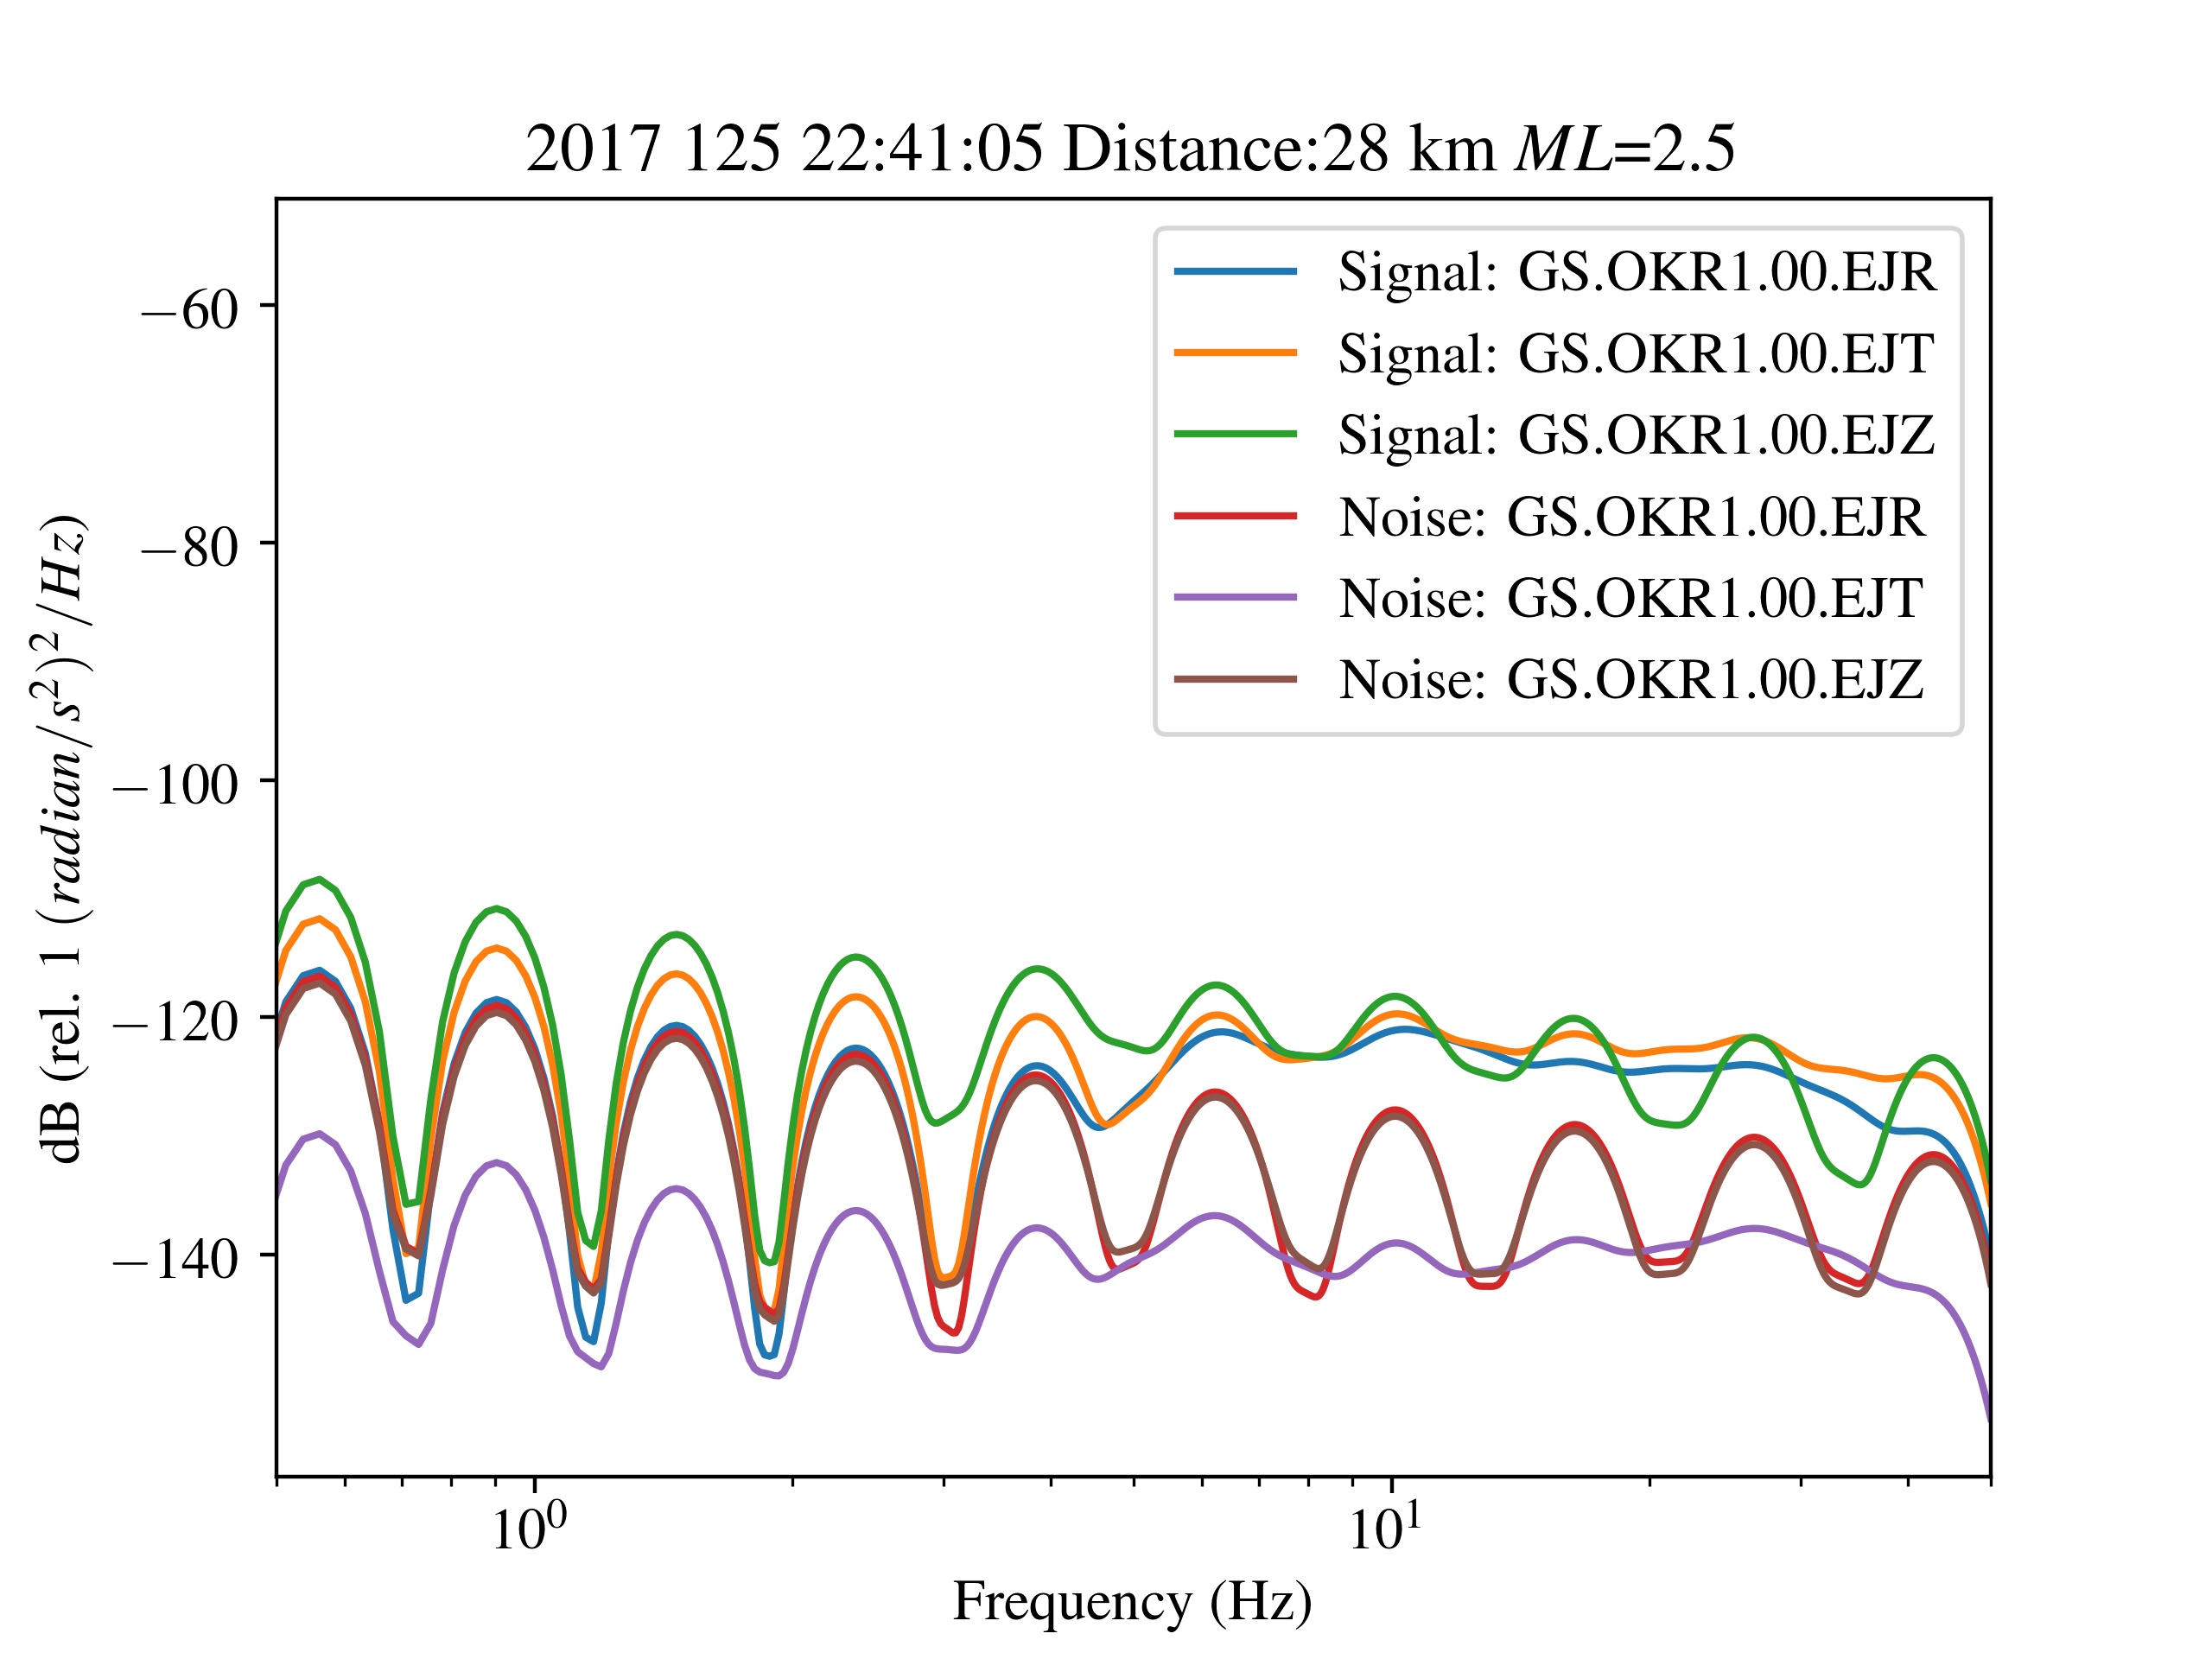 2017 125 22:41:05 Distance:28 km ML=2.5
Signal: GS.OKR1.00.EJR
Signal: GS.OKR1.00.EJT
Signal: GS.OKR1.00.EJZ
Noise: GS.OKR1.00.EJR
Noise: GS.OKR1.00.EJT
Noise: GS.OKR1.00.EJZ
dB (rel. 1 (radian/s²)²/Hz)
−60
−80
−100
−120
−140
10⁰ 10¹
Frequency (Hz)